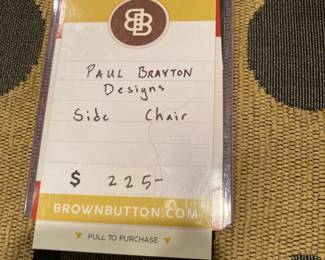 BB
PAUL BRAYTON
Designs
Side Chair
$ 225-
BROWNBUTTON.COM
▼ PULL TO PURCHASE ▼